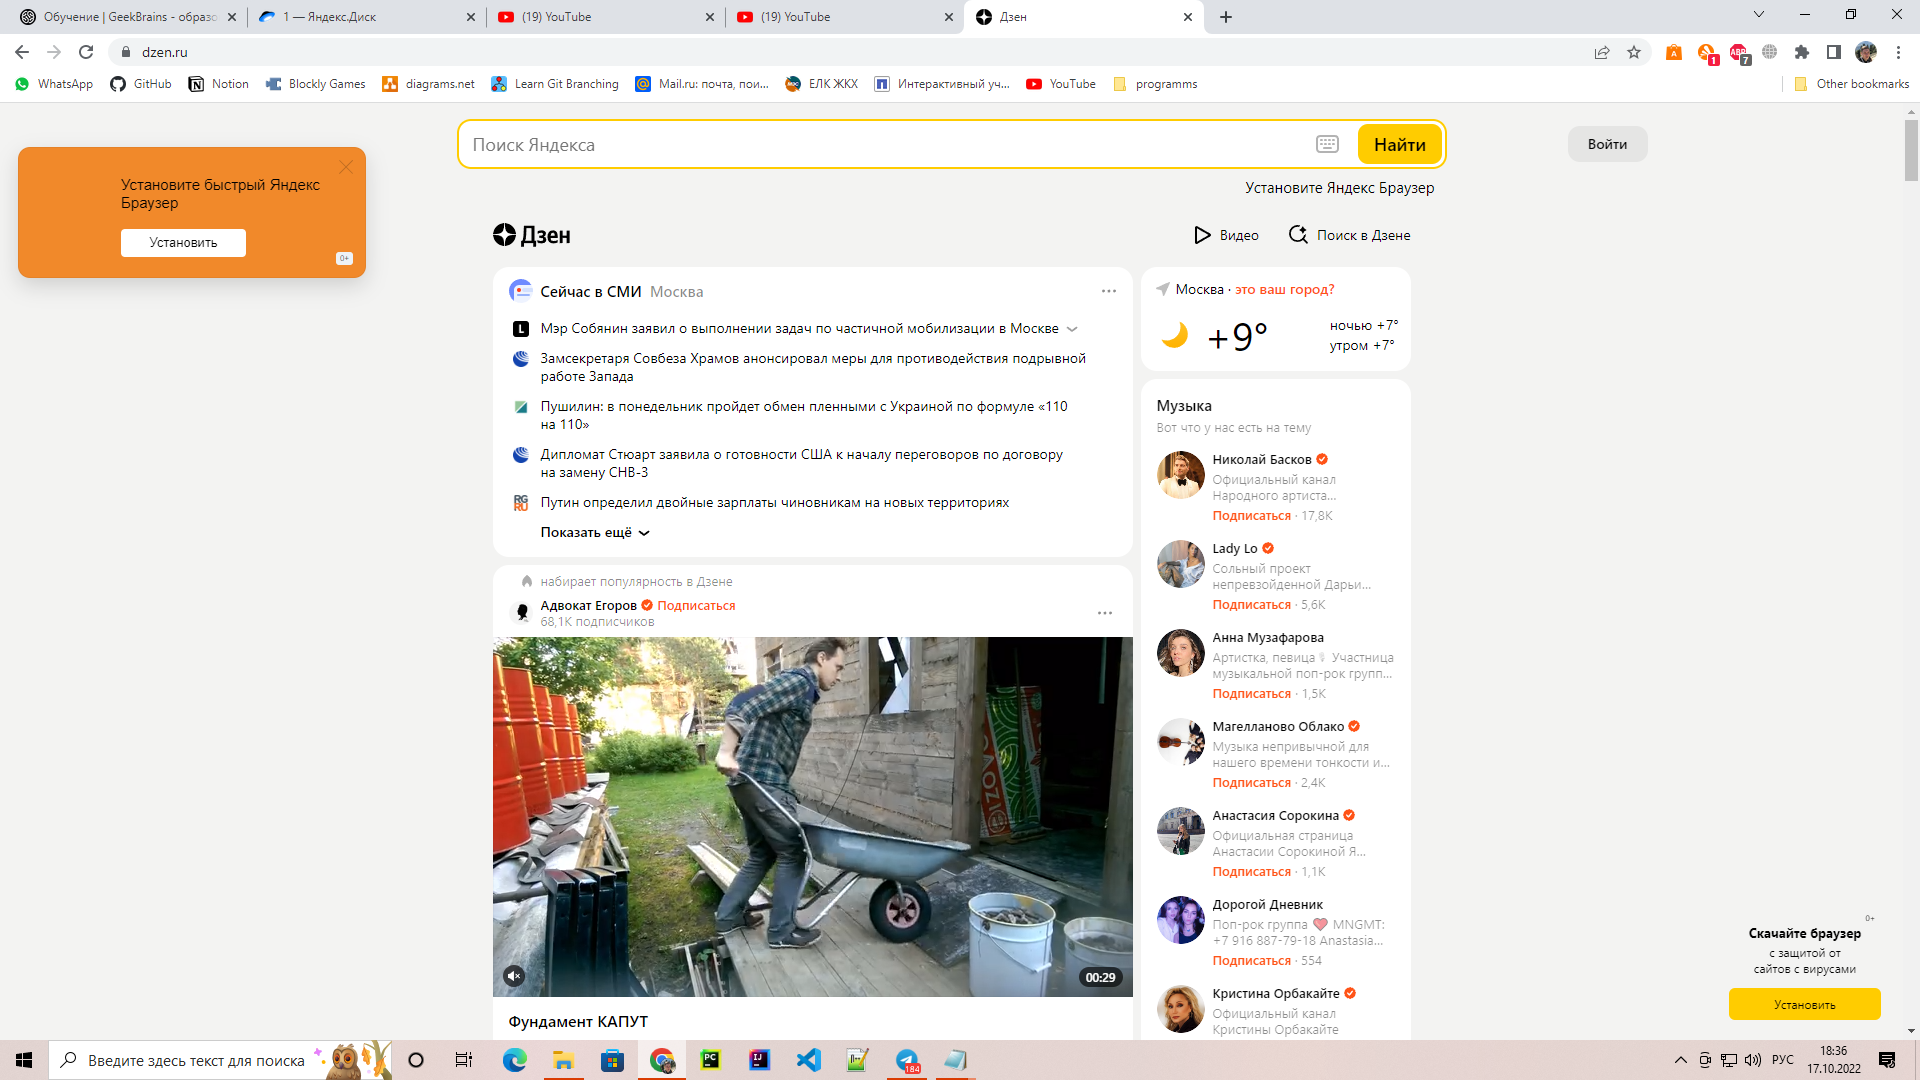 Обучение | GeekBrains - образо
1 — Яндекс.Диск
(19) YouTube
(19) YouTube
Дзен
dzen.ru
1
7
WhatsApp
GitHub
Notion
Blockly Games
diagrams.net
Learn Git Branching
Mail.ru: почта, пои...
ЕЛК ЖКХ
Интерактивный уч...
YouTube
programms
Other bookmarks
Поиск Яндекса
Найти
Войти
Установите Яндекс Браузер
Установите быстрый Яндекс
Браузер
Установить
0+
Дзен
Видео
Поиск в Дзене
Сейчас в СМИ Москва
Мэр Собянин заявил о выполнении задач по частичной мобилизации в Москве
Замсекретаря Совбеза Храмов анонсировал меры для противодействия подрывной
работе Запада
Пушилин: в понедельник пройдет обмен пленными с Украиной по формуле «110
на 110»
Дипломат Стюарт заявила о готовности США к началу переговоров по договору
на замену СНВ-3
Путин определил двойные зарплаты чиновникам на новых территориях
Показать ещё
набирает популярность в Дзене
Адвокат Егоров Подписаться
68,1К подписчиков
00:29
Фундамент КАПУТ
Москва · это ваш город?
+9°
ночью +7°
утром +7°
Музыка
Вот что у нас есть на тему
Николай Басков
Официальный канал
Народного артиста...
Подписаться · 17,8К
Lady Lo
Сольный проект
непревзойденной Дарьи...
Подписаться · 5,6К
Анна Музафарова
Артистка, певица Участница
музыкальной поп-рок групп...
Подписаться · 1,5К
Магелланово Облако
Музыка непривычной для
нашего времени тонкости и...
Подписаться · 2,4К
Анастасия Сорокина
Официальная страница
Анастасии Сорокиной Я...
Подписаться · 1,1К
Дорогой Дневник
Поп-рок группа ❤ MNGMT:
+7 916 887-79-18 Anastasia...
Подписаться · 554
Кристина Орбакайте
Официальный канал
Кристины Орбакайте
0+
Скачайте браузер
с защитой от
сайтов с вирусами
Установить
Введите здесь текст для поиска
184
РУС
18:36
17.10.2022